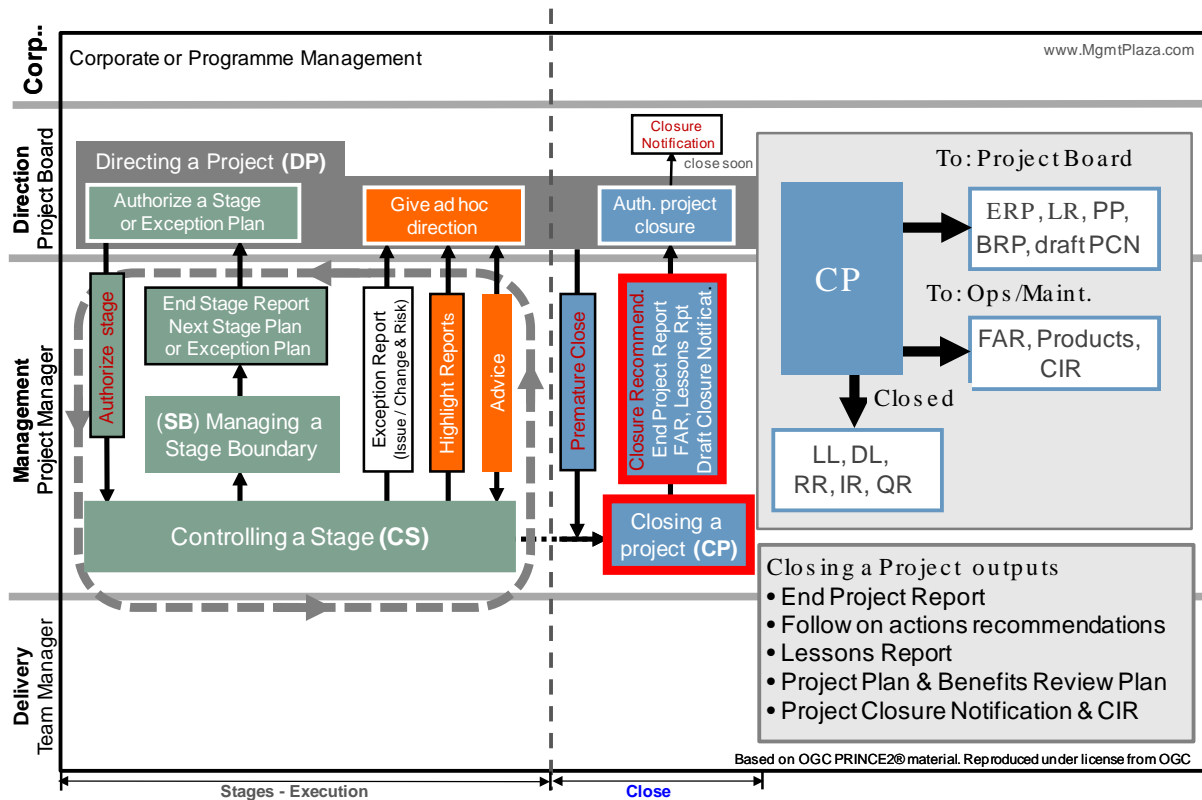 Corp..
Corporate or Programme Management
www.MgmtPlaza.com
Direction
Project Board
Directing a Project (DP)
Authorize a Stage
or Exception Plan
Give ad hoc
direction
Closure
Notification
close soon
Auth. project
closure
Management
Project Manager
Authorize stage
End Stage Report
Next Stage Plan
or Exception Plan
(SB) Managing a
Stage Boundary
Exception Report
(Issue / Change & Risk)
Highlight Reports
Advice
Premature Close
Closure Recommend.
End Project Report
FAR, Lessons Rpt
Draft Closure Notificat.
Controlling a Stage (CS)
Closing a
project (CP)
To: Project Board
CP
ERP, LR, PP,
BRP, draft PCN
To: Ops/Maint.
FAR, Products,
CIR
Closed
LL, DL,
RR, IR, QR
Delivery
Team Manager
Closing a Project outputs
• End Project Report
• Follow on actions recommendations
• Lessons Report
• Project Plan & Benefits Review Plan
• Project Closure Notification & CIR
Based on OGC PRINCE2® material. Reproduced under license from OGC
Stages - Execution
Close